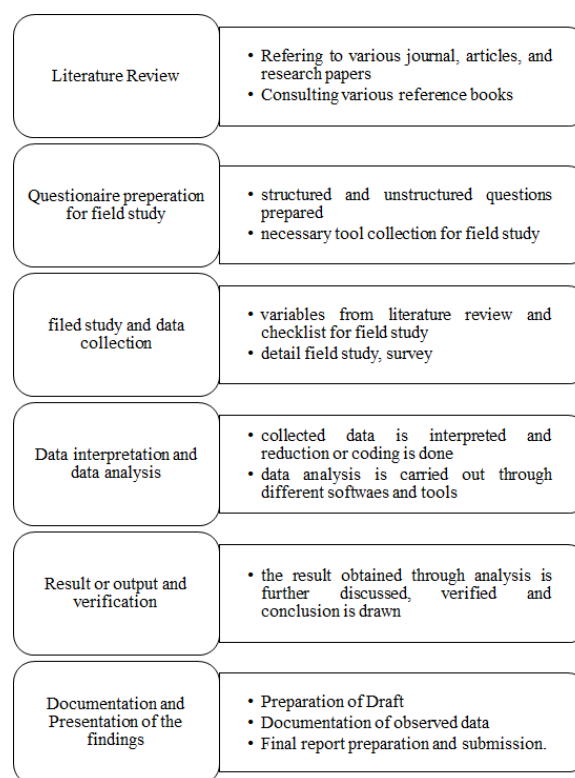 Literature Review
• Refering to various journal, articles, and
research papers
• Consulting various reference books
Questionaire preperation
for field study
• structured and unstructured questions
prepared
• necessary tool collection for field study
filed study and data
collection
• variables from literature review and
checklist for field study
• detail field study, survey
Data interpretation and
data analysis
• collected data is interpreted and
reduction or coding is done
• data analysis is carried out through
different softwaes and tools
Result or output and
verification
• the result obtained through analysis is
further discussed, verified and
conclusion is drawn
Documentation and
Presentation of the
findings
• Preparation of Draft
• Documentation of observed data
• Final report preparation and submission.